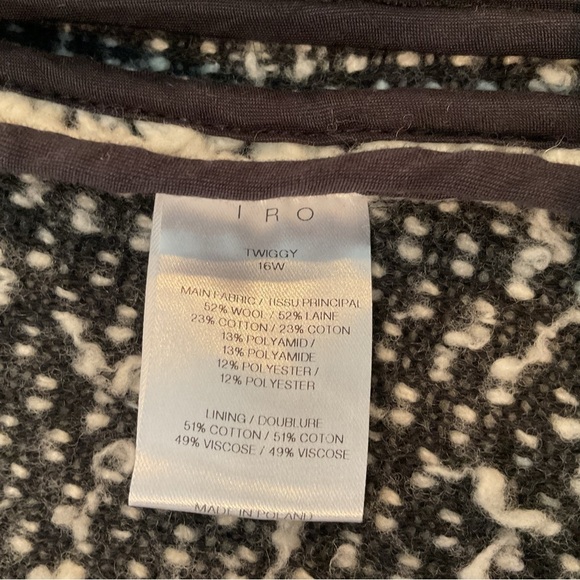 IRO
TWIGGY
16W
MAIN FABRIC / TISSU PRINCIPAL
52% WOOL / 52% LAINE
23% COTTON / 23% COTON
13% POLYAMID /
13% POLYAMIDE
12% POLYESTER /
12% POLYESTER
LINING / DOUBLURE
51% COTTON / 51% COTON
49% VISCOSE / 49% VISCOSE
MADE IN POLAND